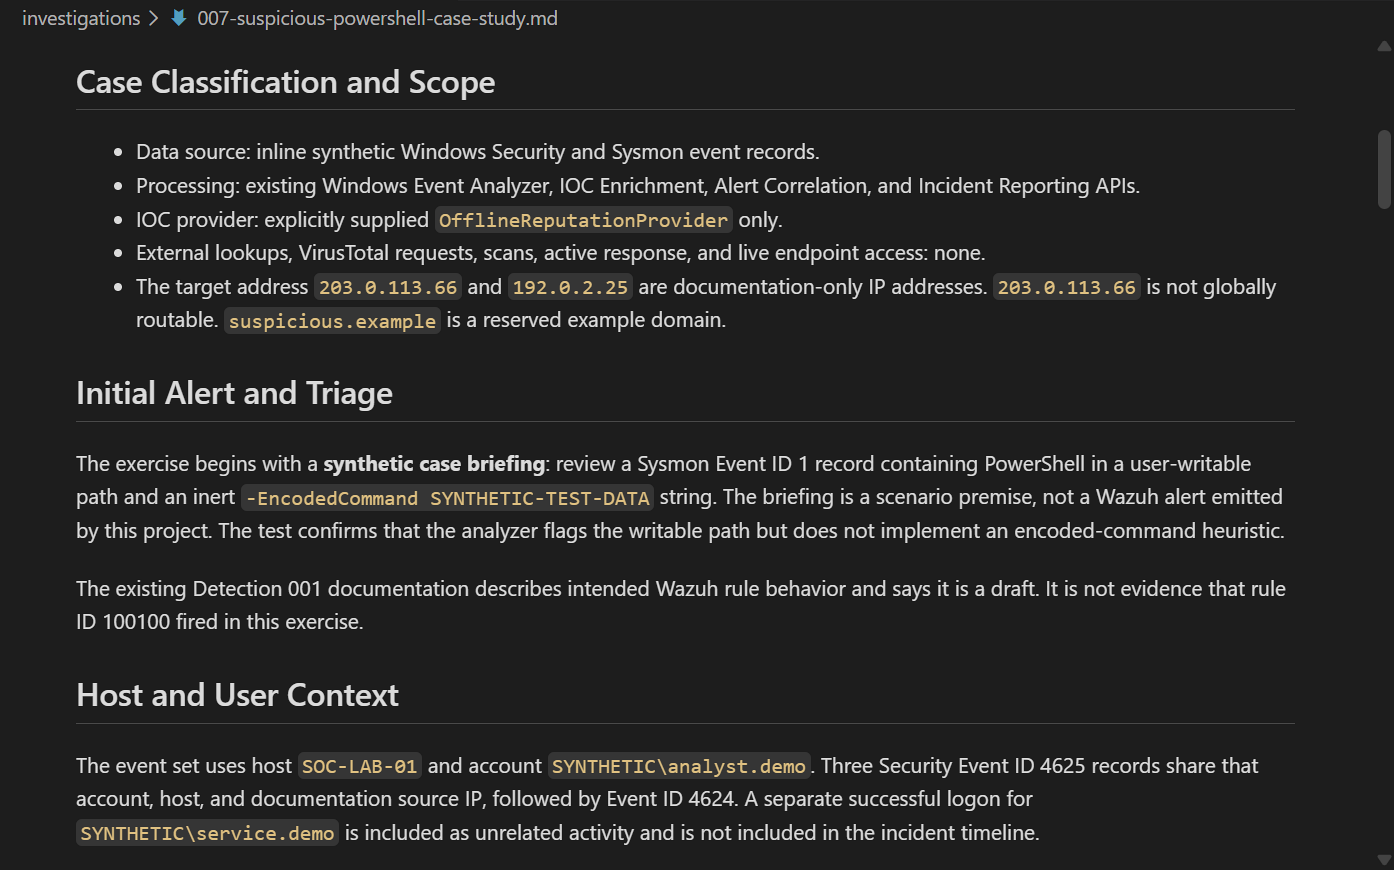 investigations > 007-suspicious-powershell-case-study.md
Case Classification and Scope
• Data source: inline synthetic Windows Security and Sysmon event records.
• Processing: existing Windows Event Analyzer, IOC Enrichment, Alert Correlation, and Incident Reporting APIs.
• IOC provider: explicitly supplied OfflineReputationProvider only.
• External lookups, VirusTotal requests, scans, active response, and live endpoint access: none.
• The target address 203.0.113.66 and 192.0.2.25 are documentation-only IP addresses. 203.0.113.66 is not globally
routable. suspicious.example is a reserved example domain.
Initial Alert and Triage
The exercise begins with a synthetic case briefing: review a Sysmon Event ID 1 record containing PowerShell in a user-writable
path and an inert -EncodedCommand SYNTHETIC-TEST-DATA string. The briefing is a scenario premise, not a Wazuh alert emitted
by this project. The test confirms that the analyzer flags the writable path but does not implement an encoded-command heuristic.
The existing Detection 001 documentation describes intended Wazuh rule behavior and says it is a draft. It is not evidence that rule
ID 100100 fired in this exercise.
Host and User Context
The event set uses host SOC-LAB-01 and account SYNTHETIC\analyst.demo. Three Security Event ID 4625 records share that
account, host, and documentation source IP, followed by Event ID 4624. A separate successful logon for
SYNTHETIC\service.demo is included as unrelated activity and is not included in the incident timeline.